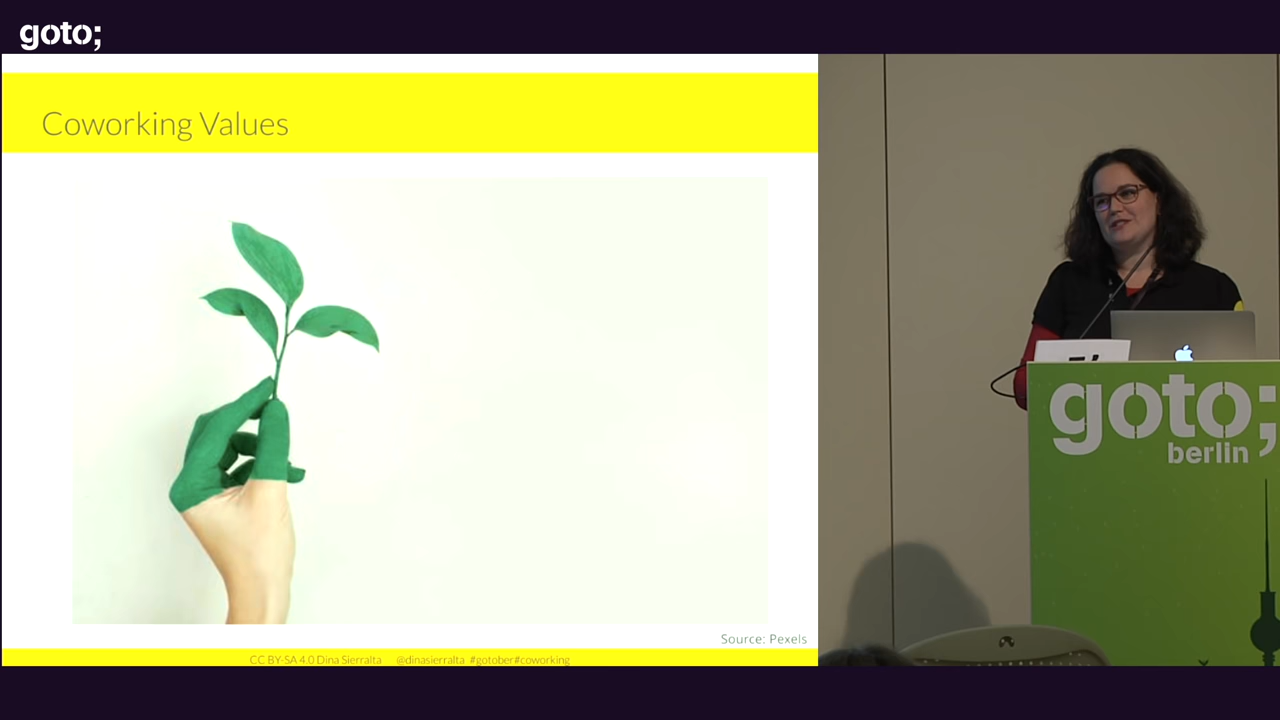 goto;
Coworking Values
Source: Pexels
CC BY-SA 4.0 Dina Sierralta @dinasierralta #gotober#coworking
goto;
berlin